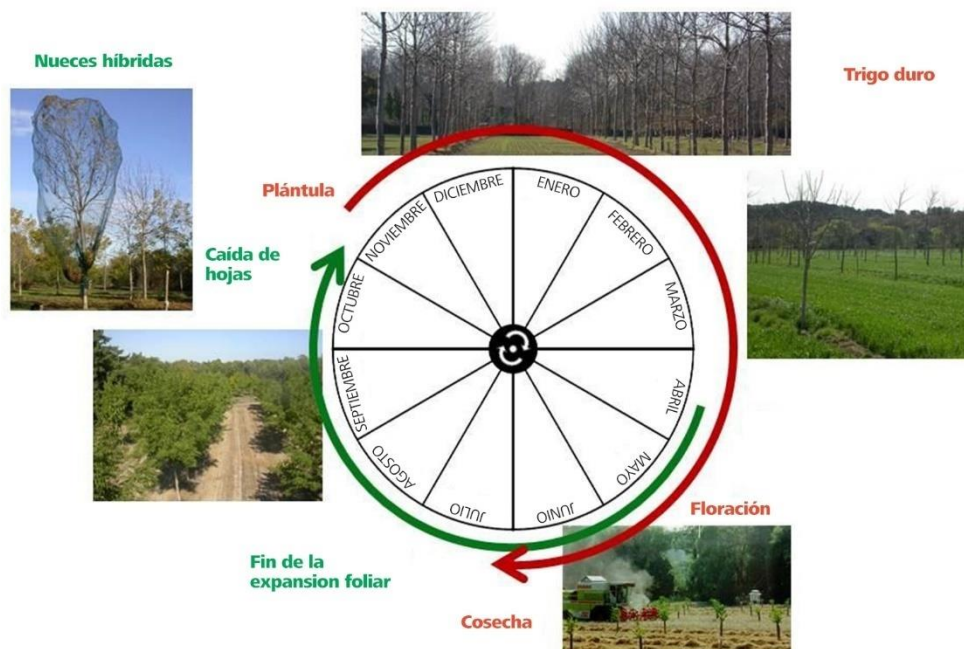 Nueces híbridas
Trigo duro
Plántula
Caída de
hojas
ENERO
FEBRERO
MARZO
ABRIL
MAYO
JUNIO
JULIO
AGOSTO
SEPTIEMBRE
OCTUBRE
NOVIEMBRE
DICIEMBRE
Floración
Fin de la
expansion foliar
Cosecha